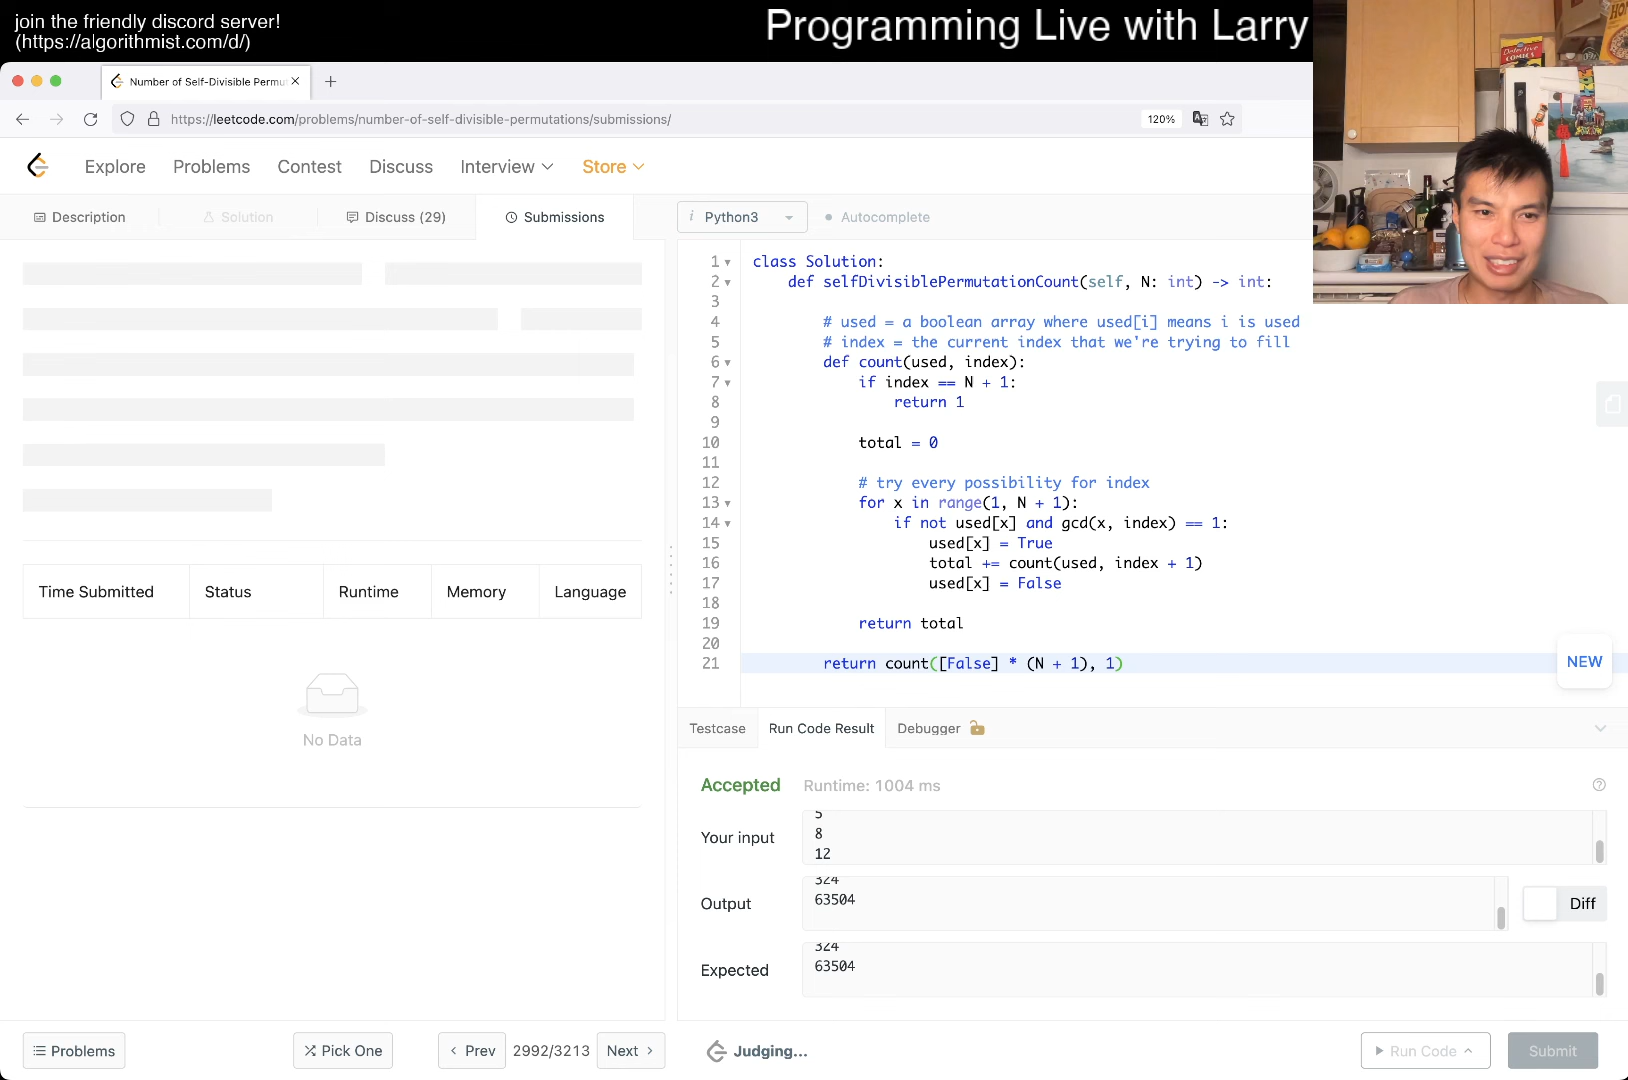 join the friendly discord server!
(https://algorithmist.com/d/)
Programming Live with Larry
Number of Self-Divisible Permu
https://leetcode.com/problems/number-of-self-divisible-permutations/submissions/
120%
Explore
Problems
Contest
Discuss
Interview
Store
Description
Solution
Discuss (29)
Submissions
i Python3
Autocomplete
1 class Solution:
2 def selfDivisiblePermutationCount(self, N: int) -> int:
3
4 # used = a boolean array where used[i] means i is used
5 # index = the current index that we're trying to fill
6 def count(used, index):
7 if index == N + 1:
8 return 1
9
10 total = 0
11
12 # try every possibility for index
13 for x in range(1, N + 1):
14 if not used[x] and gcd(x, index) == 1:
15 used[x] = True
16 total += count(used, index + 1)
17 used[x] = False
18
19 return total
20
21 return count([False] * (N + 1), 1)
Time Submitted
Status
Runtime
Memory
Language
No Data
NEW
Testcase
Run Code Result
Debugger
Accepted
Runtime: 1004 ms
Your input
5
8
12
Output
324
63504
Diff
Expected
324
63504
Problems
Pick One
Prev
2992/3213
Next
Judging...
Run Code
Submit